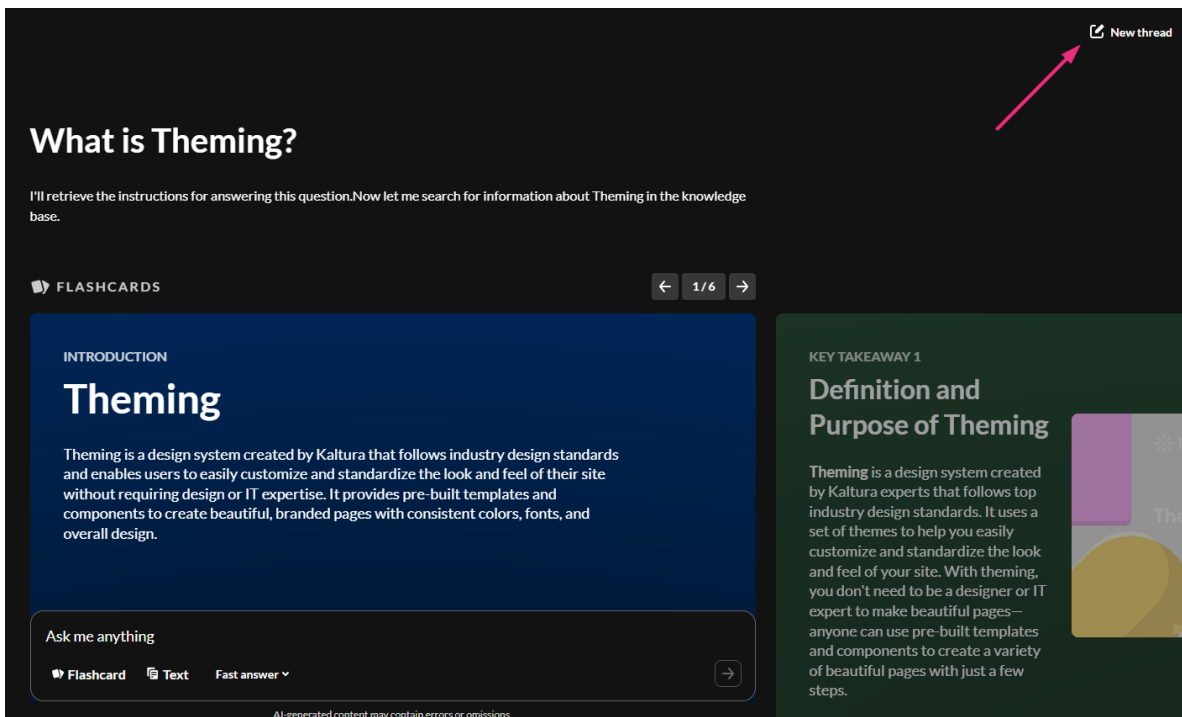 New thread
What is Theming?
I'll retrieve the instructions for answering this question.Now let me search for information about Theming in the knowledge
base.
FLASHCARDS
1/6
INTRODUCTION
Theming
Theming is a design system created by Kaltura that follows industry design standards
and enables users to easily customize and standardize the look and feel of their site
without requiring design or IT expertise. It provides pre-built templates and
components to create beautiful, branded pages with consistent colors, fonts, and
overall design.
KEY TAKEAWAY 1
Definition and
Purpose of Theming
Theming is a design system created
by Kaltura experts that follows top
industry design standards. It uses a
set of themes to help you easily
customize and standardize the look
and feel of your site. With theming,
you don't need to be a designer or IT
expert to make beautiful pages—
anyone can use pre-built templates
and components to create a variety
of beautiful pages with just a few
steps.
The
Ask me anything
Flashcard
Text
Fast answer
AI-generated content may contain errors or omissions